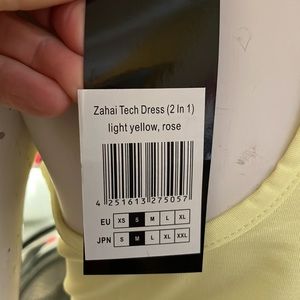 Zahai Tech Dress (2 In 1)
light yellow, rose
4 251613 275057
EU XS S M L XL
JPN S M L XL XXL